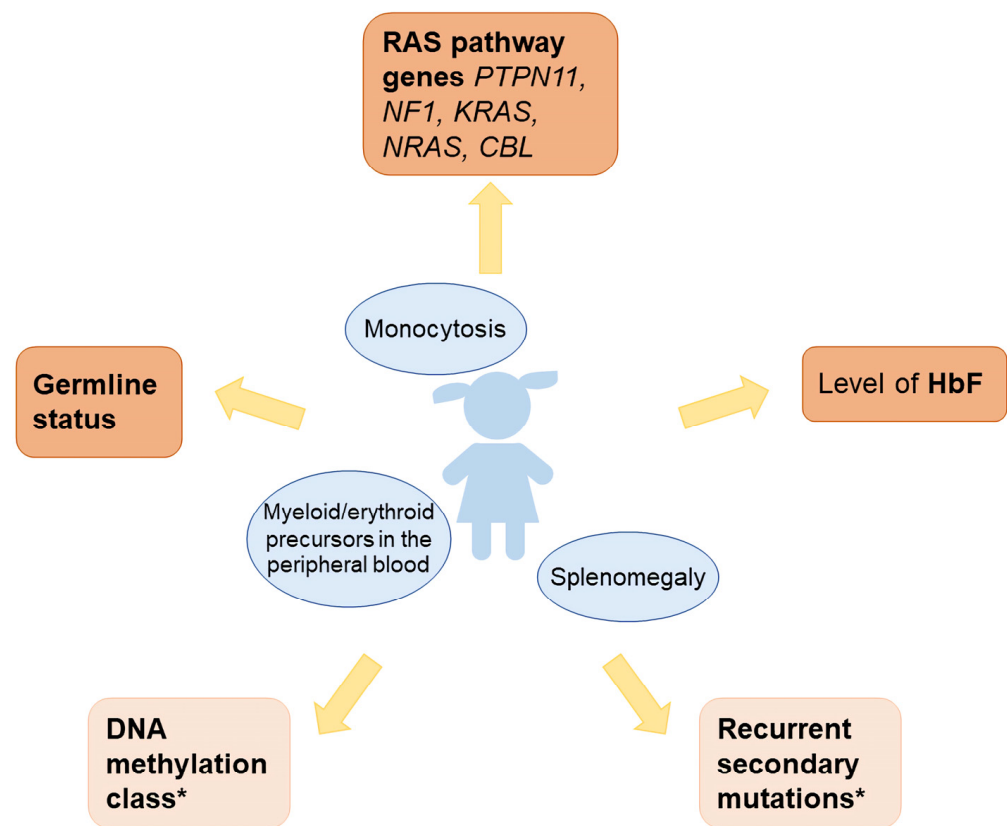 RAS pathway
genes PTPN11,
NF1, KRAS,
NRAS, CBL
Monocytosis
Germline
status
Level of HbF
Myeloid/erythroid
precursors in the
peripheral blood
Splenomegaly
DNA
methylation
class*
Recurrent
secondary
mutations*